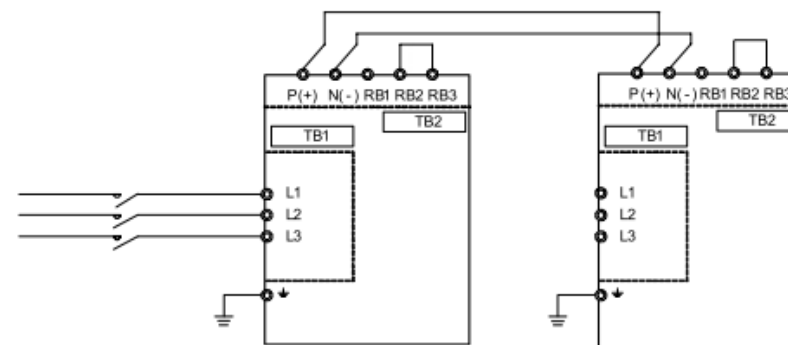 P(+) N(-) RB1 RB2 RB3
TB2
TB1
L1
L2
L3
P(+) N(-) RB1 RB2 RB3
TB2
TB1
L1
L2
L3